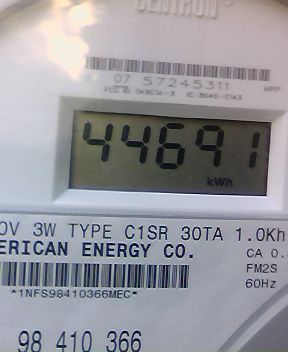 CENTRON
07 57245311
HPP
44691
kWh
0V 3W TYPE C1SR 30TA 1.0Kh
ERICAN ENERGY CO.
CA 0.
FM2S
60Hz
*1NFS98410366MEC*
98 410 366